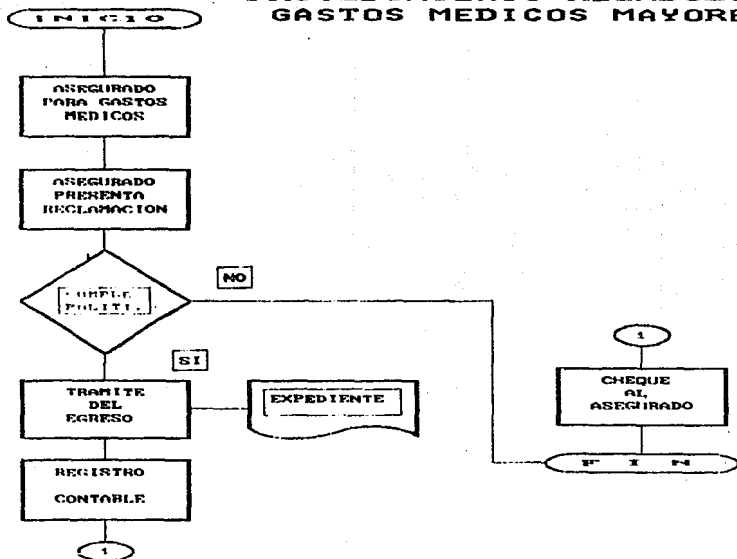 GASTOS MEDICOS MAYORE
INICIO
ASEGURADO
PARA GASTOS
MEDICOS
ASEGURADO
PRESENTA
RECLAMACION
CUMPLE
POLITI.
NO
SI
TRAMITE
DEL
EGRESO
EXPEDIENTE
REGISTRO
CONTABLE
1
1
CHEQUE
AL
ASEGURADO
F I N